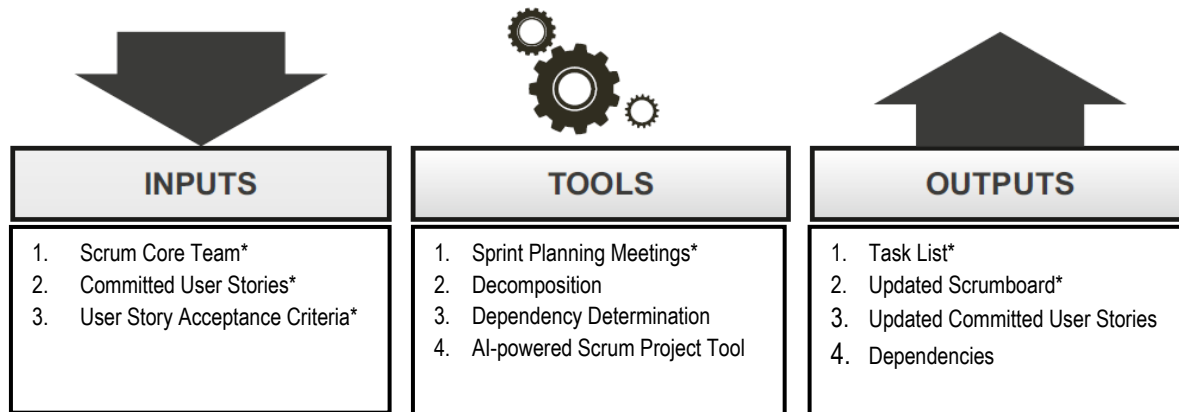 INPUTS
1. Scrum Core Team*
2. Committed User Stories*
3. User Story Acceptance Criteria*
TOOLS
1. Sprint Planning Meetings*
2. Decomposition
3. Dependency Determination
4. AI-powered Scrum Project Tool
OUTPUTS
1. Task List*
2. Updated Scrumboard*
3. Updated Committed User Stories
4. Dependencies